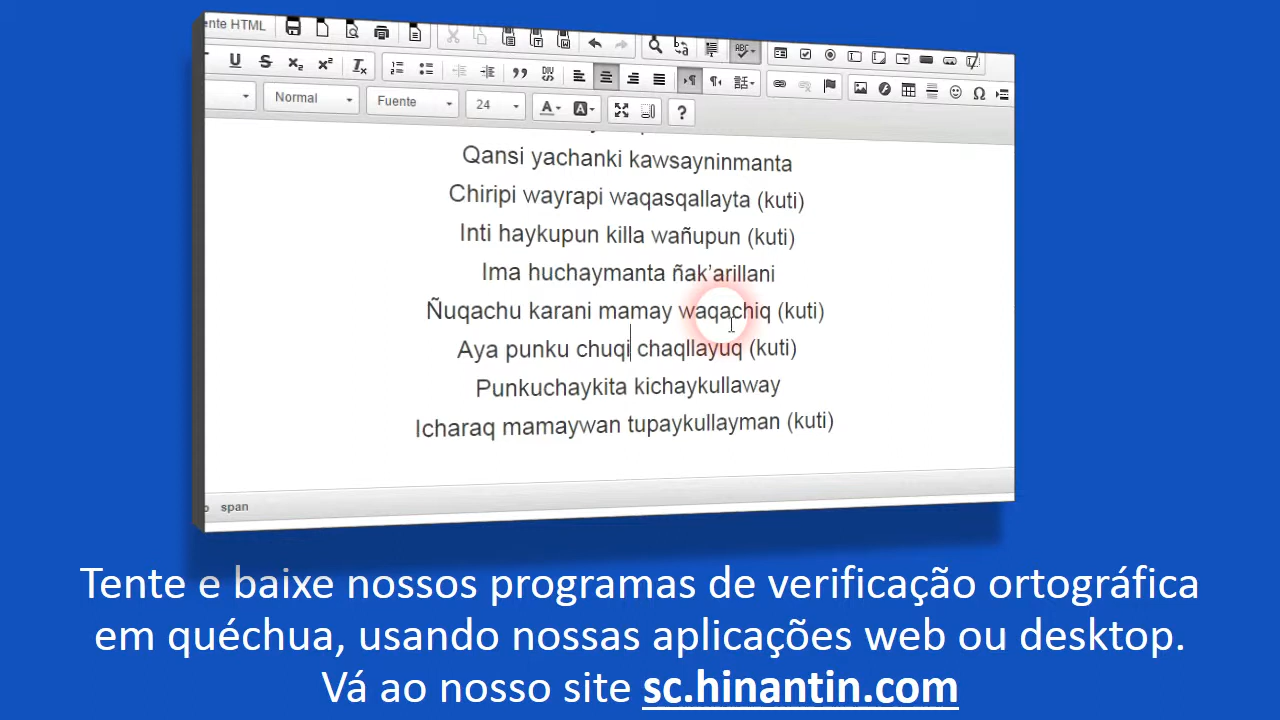 ente HTML
Normal Fuente 24
Qansi yachanki kawsayninmanta
Chiripi wayrapi waqasqallayta (kuti)
Inti haykupun killa wañupun (kuti)
Ima huchaymanta ñak'arillani
Ñuqachu karani mamay waqachiq (kuti)
Aya punku chuqi chaqllayuq (kuti)
Punkuchaykita kichaykullaway
Icharaq mamaywan tupaykullayman (kuti)
span
Tente e baixe nossos programas de verificação ortográfica
em quéchua, usando nossas aplicações web ou desktop.
Vá ao nosso site sc.hinantin.com